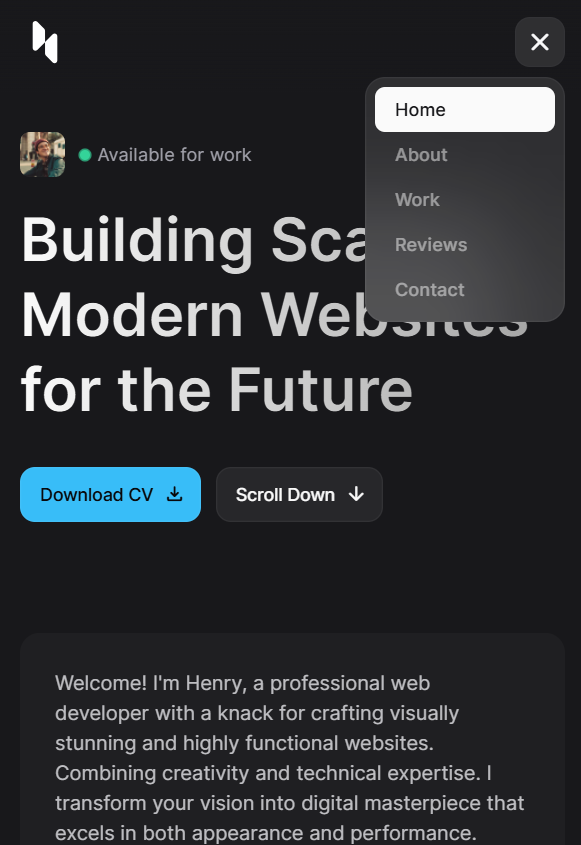 Home
About
Work
Reviews
Contact
Available for work
Building
Modern Websites
for the Future
Download CV
Scroll Down
Welcome! I'm Henry, a professional web
developer with a knack for crafting visually
stunning and highly functional websites.
Combining creativity and technical expertise. I
transform your vision into digital masterpiece that
excels in both appearance and performance.